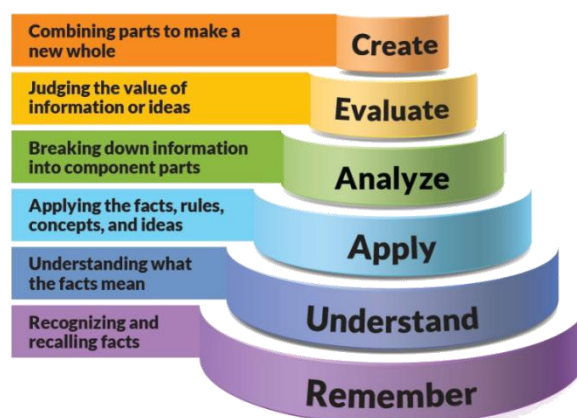 Combining parts to make a
new whole
Create
Judging the value of
information or ideas
Evaluate
Breaking down information
into component parts
Analyze
Applying the facts, rules,
concepts, and ideas
Apply
Understanding what
the facts mean
Understand
Recognizing and
recalling facts
Remember